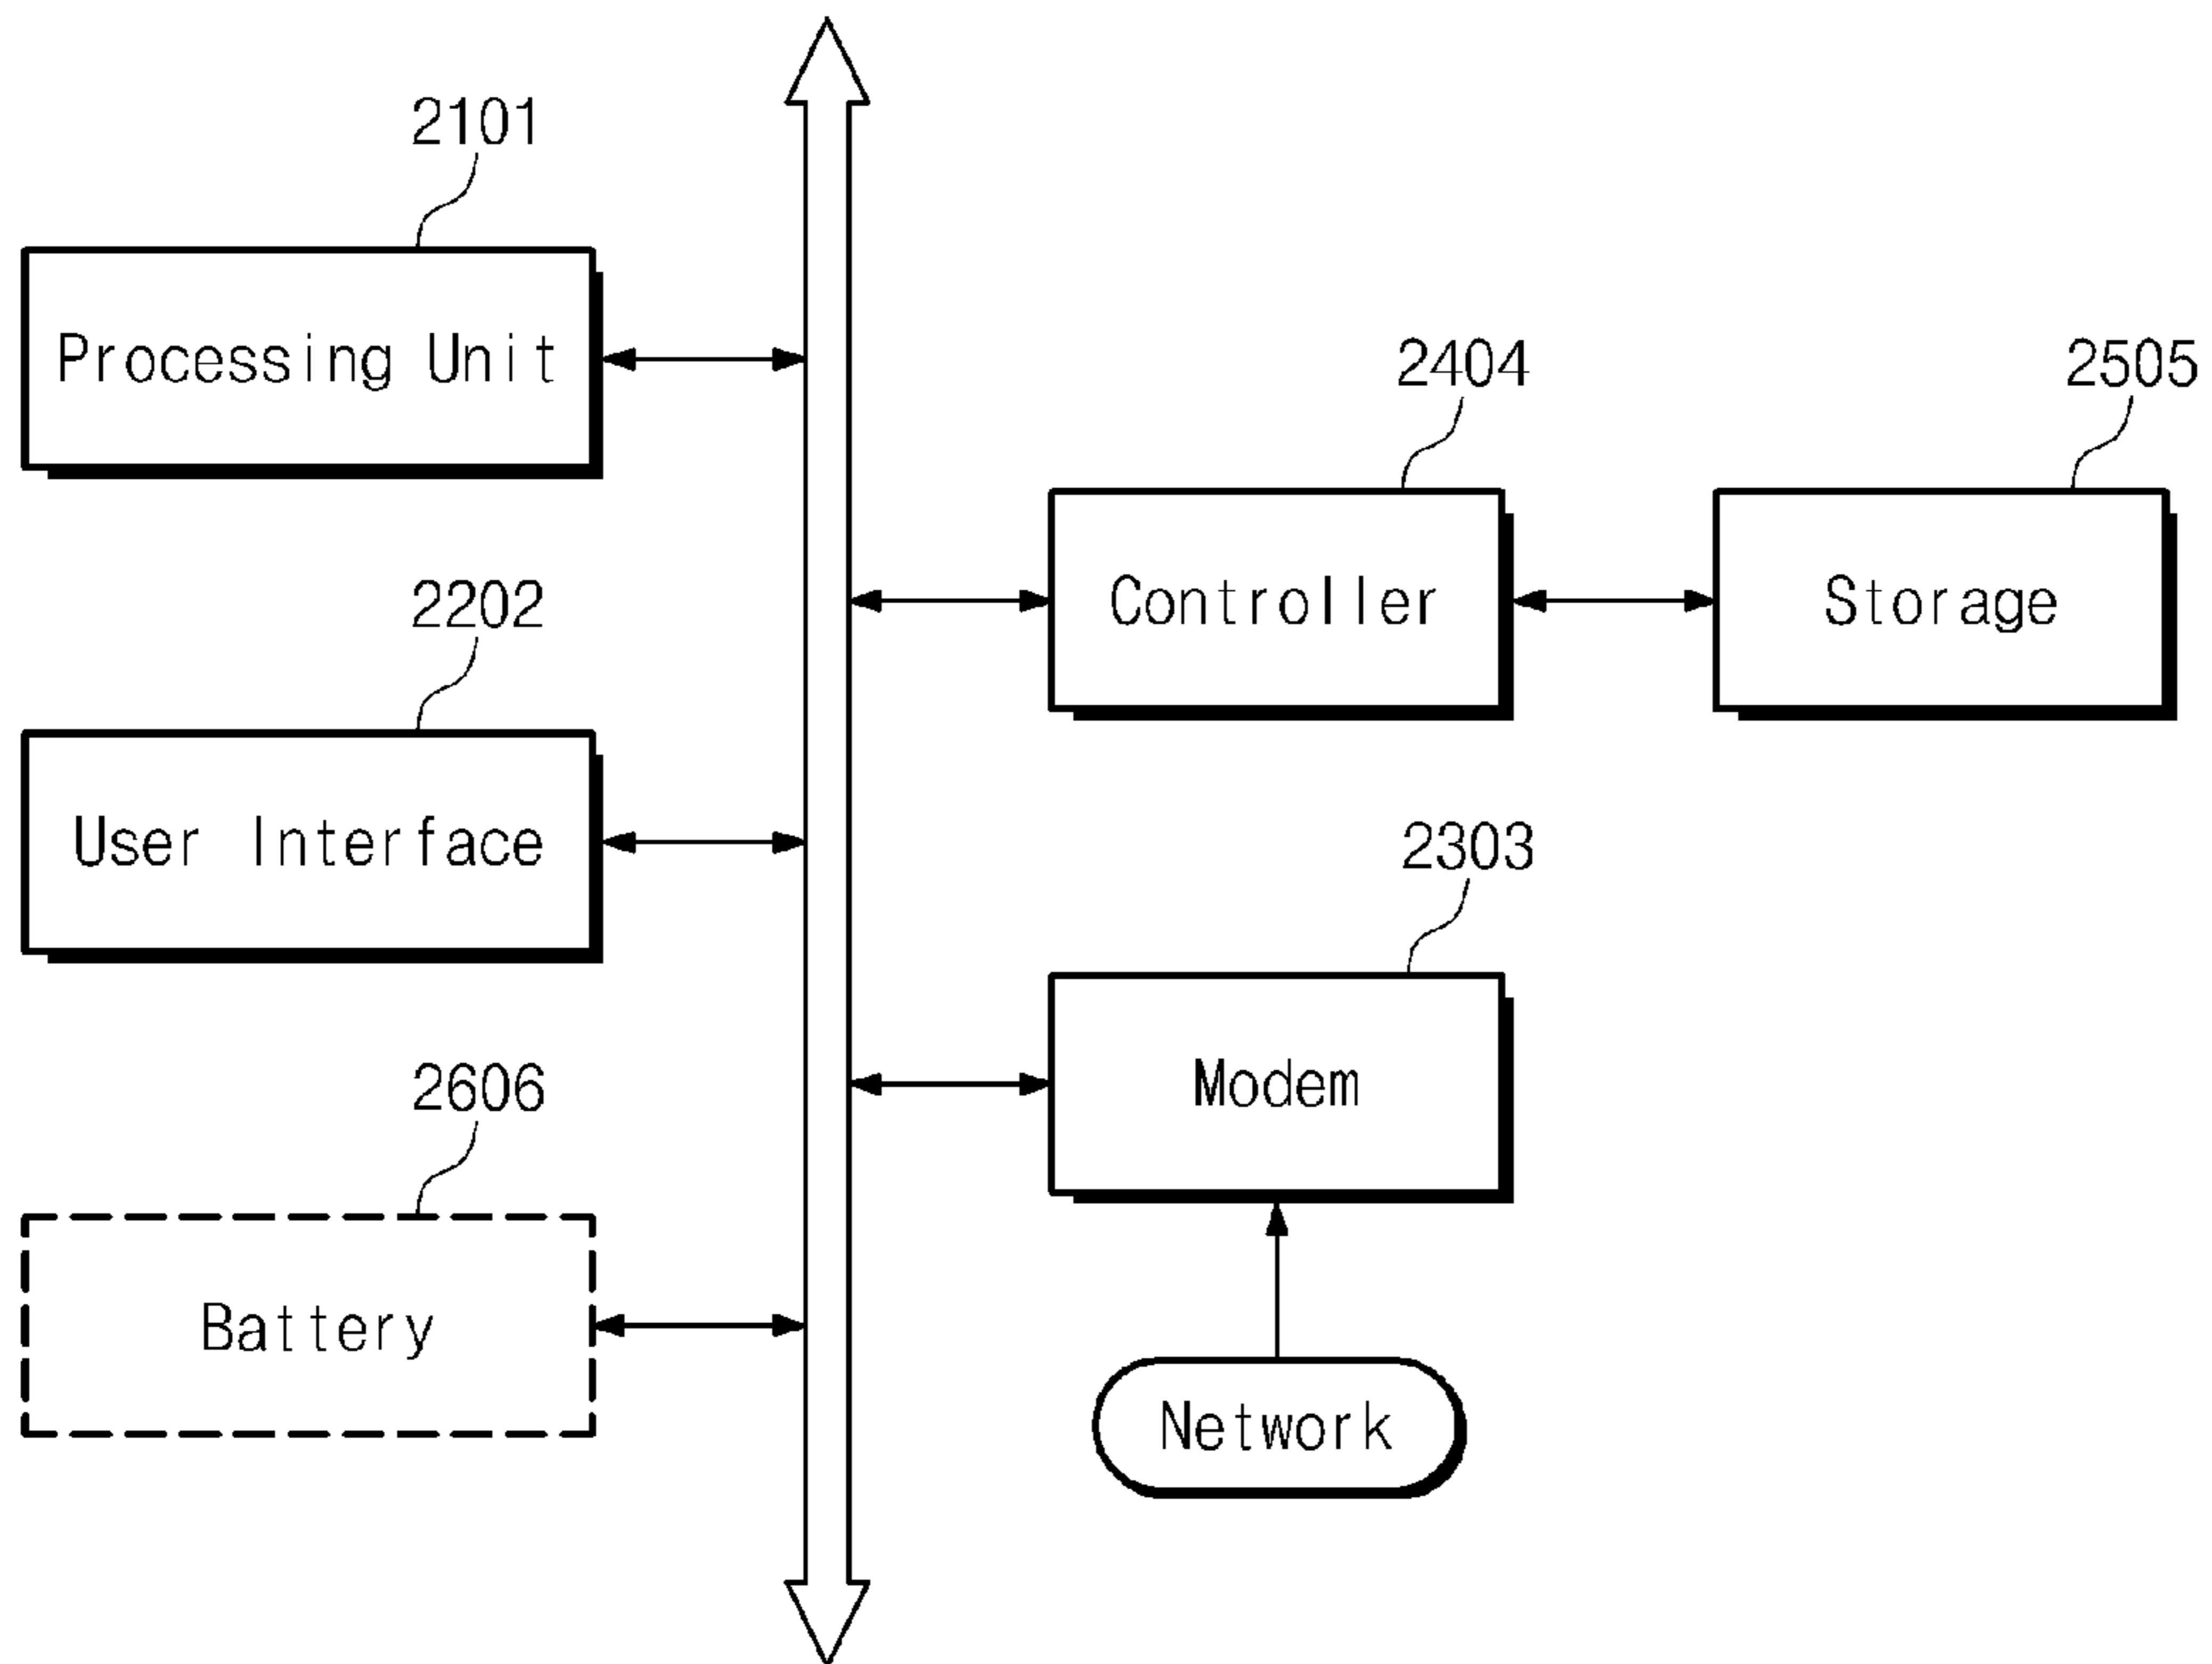 2101
Processing Unit
2404
2505
Controller
Storage
2202
User Interface
2303
Modem
2606
Battery
Network